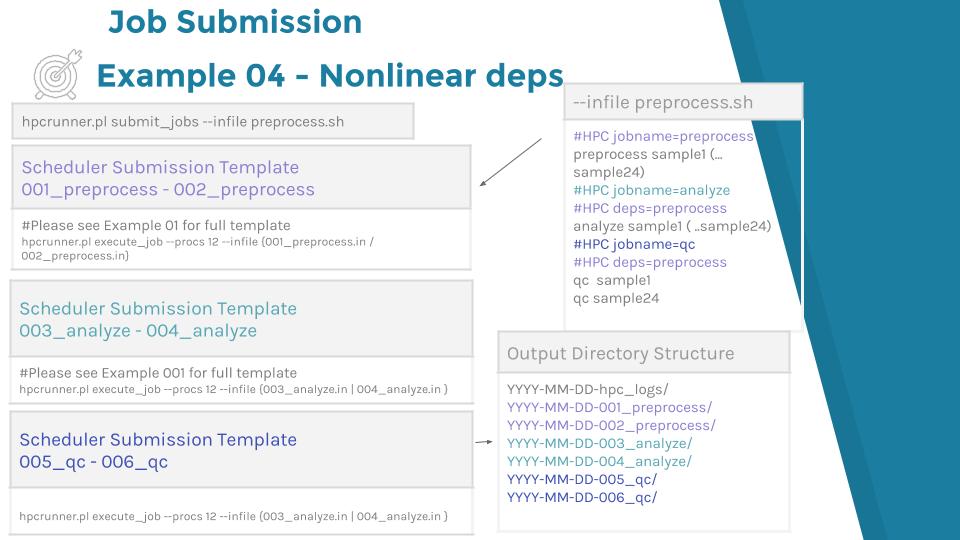 Job Submission
Example 04 - Nonlinear deps
hpcrunner.pl submit_jobs --infile preprocess.sh
Scheduler Submission Template
001_preprocess - 002_preprocess
#Please see Example 01 for full template
hpcrunner.pl execute_job --procs 12 --infile {001_preprocess.in /
002_preprocess.in}
Scheduler Submission Template
003_analyze - 004_analyze
#Please see Example 001 for full template
hpcrunner.pl execute_job --procs 12 --infile {003_analyze.in | 004_analyze.in }
Scheduler Submission Template
005_qc - 006_qc
hpcrunner.pl execute_job --procs 12 --infile {003_analyze.in | 004_analyze.in }
--infile preprocess.sh
#HPC jobname=preprocess
preprocess sample1 (...
sample24)
#HPC jobname=analyze
#HPC deps=preprocess
analyze sample1 ( ..sample24)
#HPC jobname=qc
#HPC deps=preprocess
qc  sample1
qc sample24
Output Directory Structure
YYYY-MM-DD-hpc_logs/
YYYY-MM-DD-001_preprocess/
YYYY-MM-DD-002_preprocess/
YYYY-MM-DD-003_analyze/
YYYY-MM-DD-004_analyze/
YYYY-MM-DD-005_qc/
YYYY-MM-DD-006_qc/